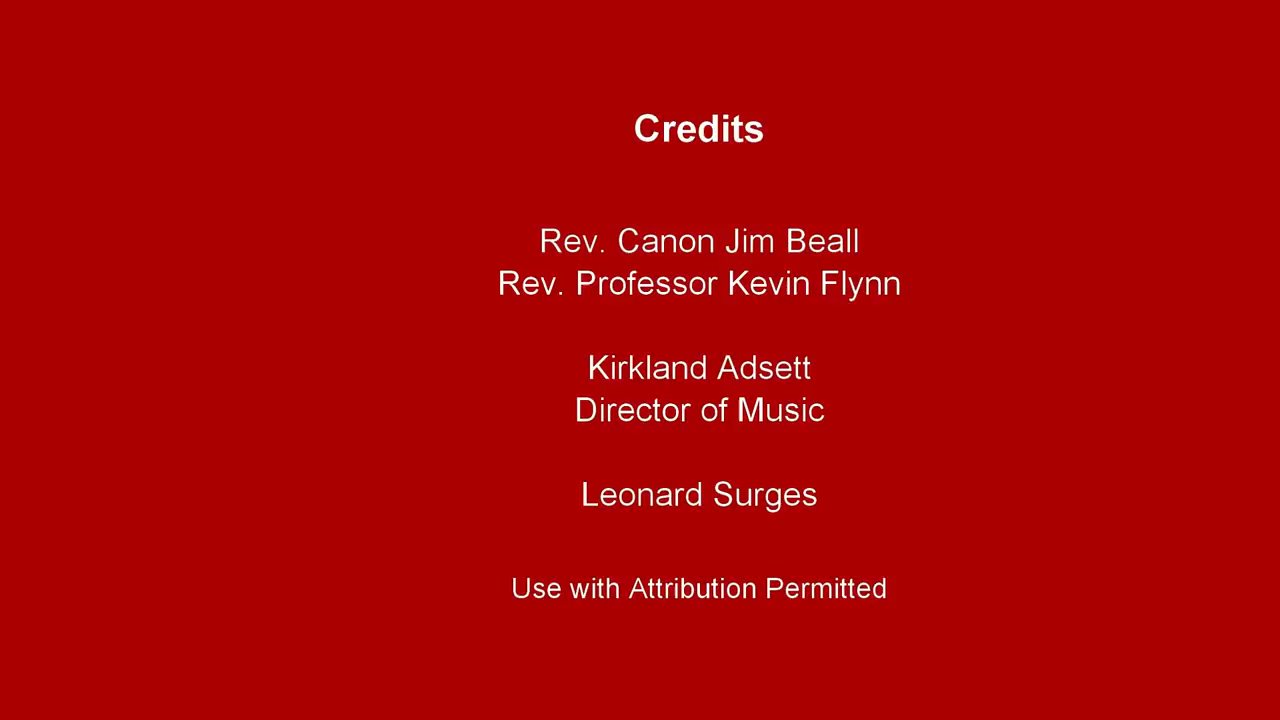 Credits
Rev. Canon Jim Beall
Rev. Professor Kevin Flynn
Kirkland Adsett
Director of Music
Leonard Surges
Use with Attribution Permitted